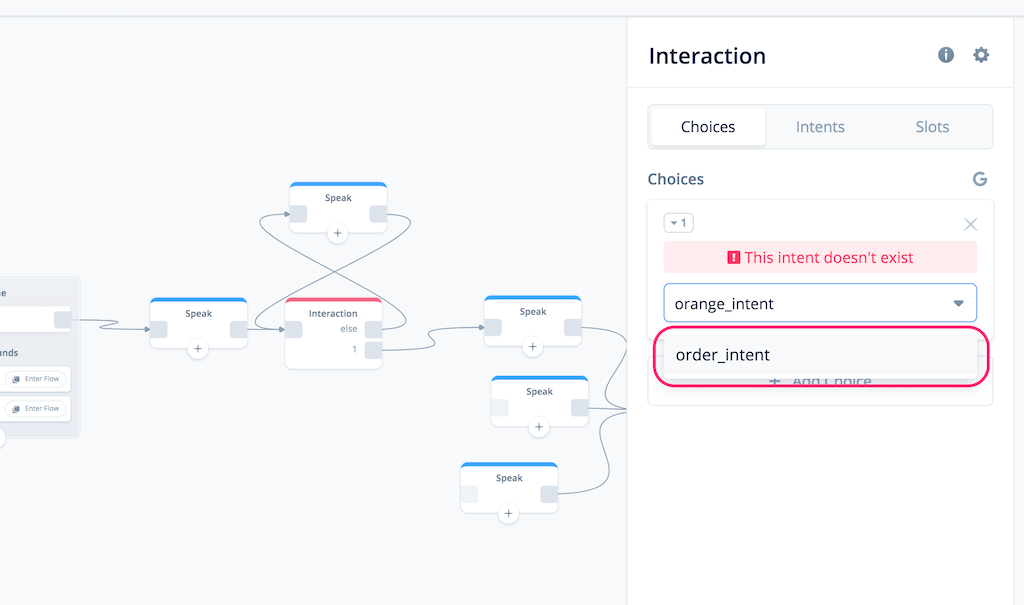 Interaction
Choices Intents Slots
Choices
1
This intent doesn't exist
orange_intent
order_intent
Add Choice
Speak
Speak
Interaction
else
1
Speak
Speak
Speak
Enter Flow
Enter Flow